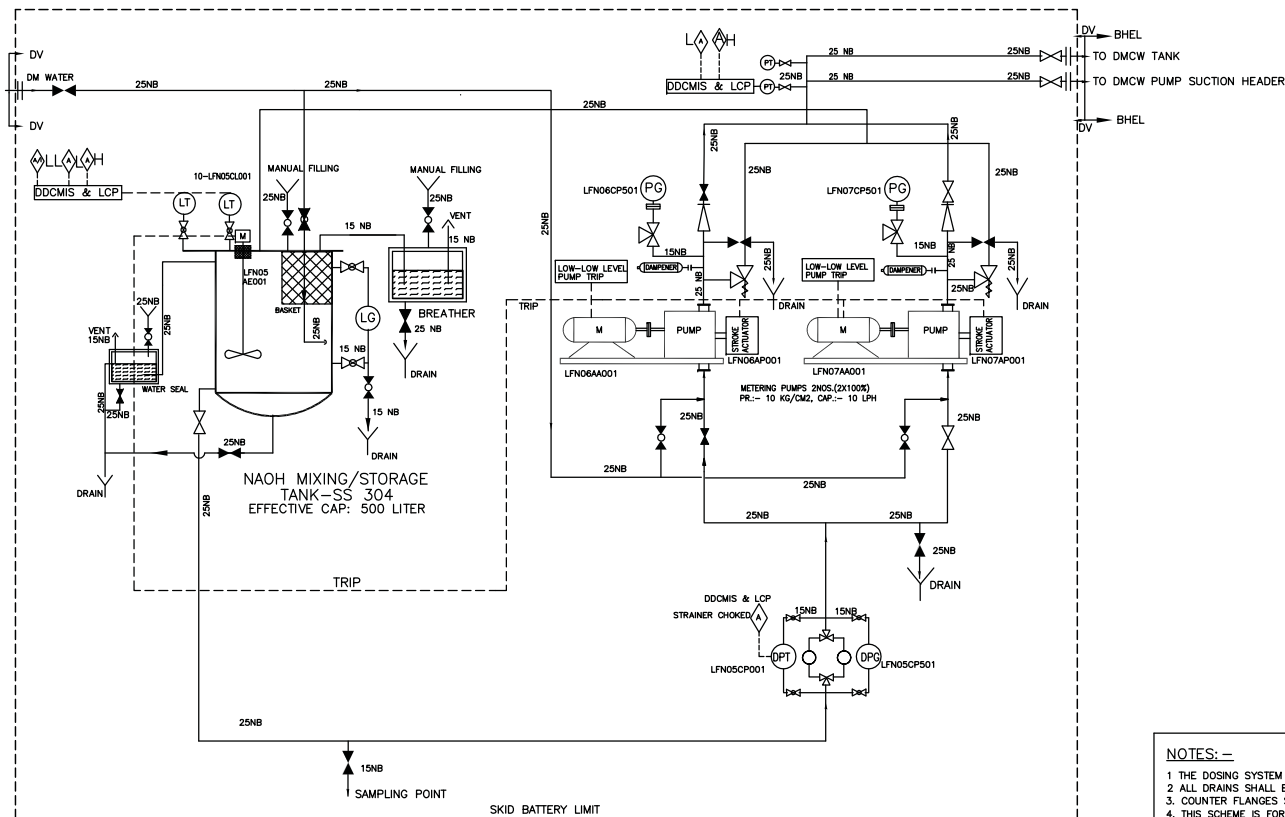 DV
BHEL
25 NB
25NB
TO DMCW TANK
DV
LA AH
PT
DM WATER
25NB
25NB
25NB
DDCMIS & LCP
PT
25 NB
25NB
TO DMCW PUMP SUCTION HEADER
DV
25NB
DV
BHEL
A/I LL A L A H
10-LFN05CL001
MANUAL FILLING
MANUAL FILLING
25NB
25NB
25NB
DDCMIS & LCP
LT
LT
M
25NB
25NB
VENT
15 NB
15 NB
LFN06CP501
PG
LFN07CP501
PG
25NB
25NB
LFN05
AE001
BASKET
25NB
LG
BREATHER
25 NB
DRAIN
25NB
15NB
DAMPENER
25 NB
25NB
DRAIN
15NB
DAMPENER
25 NB
25NB
25NB
DRAIN
LOW-LOW LEVEL
PUMP TRIP
LOW-LOW LEVEL
PUMP TRIP
TRIP
M
PUMP
STROKE
ACTUATOR
M
PUMP
STROKE
ACTUATOR
LFN06AP001
LFN07AP001
LFN06AA001
LFN07AA001
METERING PUMPS 2NOS.(2X100%)
PR.:- 10 KG/CM2, CAP.:- 10 LPH
25NB
25NB
VENT
15NB
WATER SEAL
25NB
25NB
15 NB
15 NB
DRAIN
25NB
DRAIN
NAOH MIXING/STORAGE
TANK-SS 304
EFFECTIVE CAP: 500 LITER
25NB
25NB
25NB
25NB
25NB
25NB
25NB
25NB
DRAIN
TRIP
DDCMIS & LCP
STRAINER CHOKED
A
15NB
15NB
DPT
DPG
LFN05CP001
LFN05CP501
25NB
15NB
SAMPLING POINT
SKID BATTERY LIMIT
NOTES:-
1 THE DOSING SYSTEM
2 ALL DRAINS SHALL
3. COUNTER FLANGES
4. THIS SCHEME IS FOR